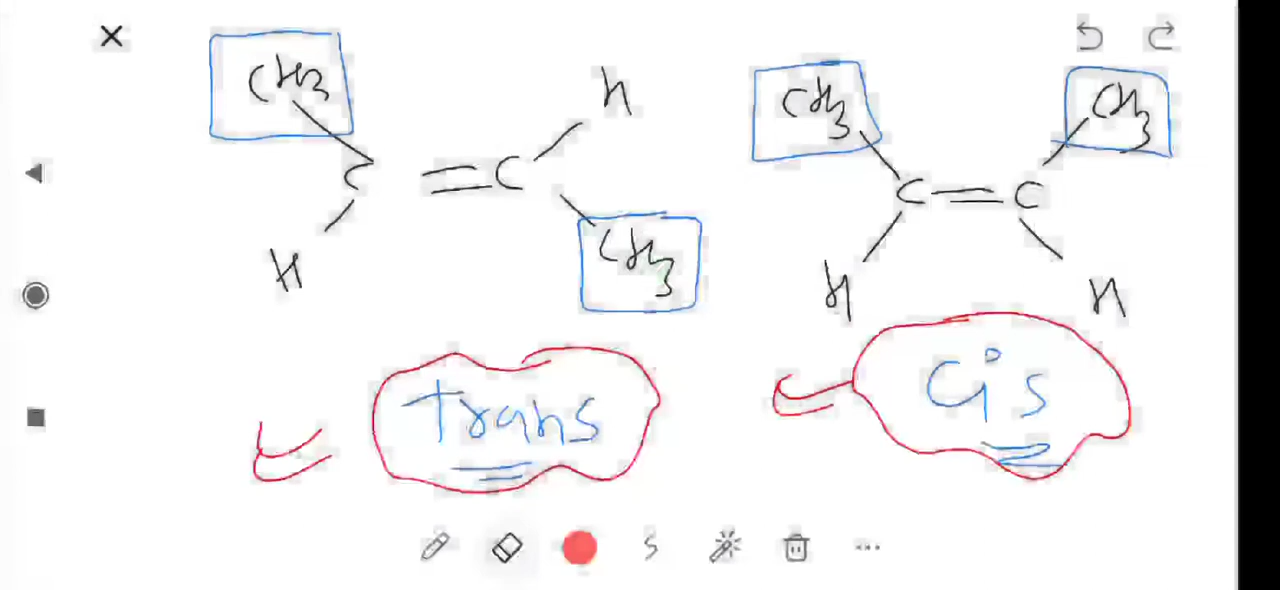 CH3 H
C = C
H CH3
Trans
CH3 CH3
C = C
H H
Cis